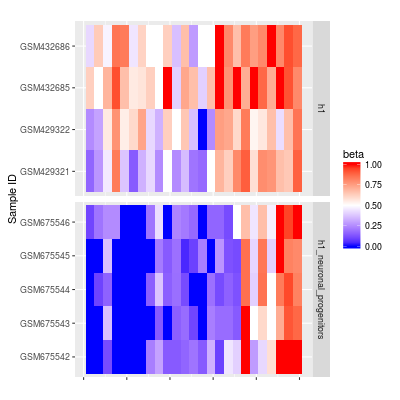 GSM432686
GSM432685
GSM429322
GSM429321
h1
GSM675546
GSM675545
GSM675544
GSM675543
GSM675542
h1_neuronal_progenitors
Sample ID
beta
1.00
0.75
0.50
0.25
0.00